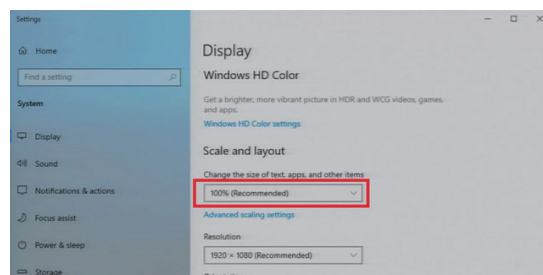 Settings
Home
Find a setting
System
Display
Sound
Notifications & actions
Focus assist
Power & sleep
Storage
Display
Windows HD Color
Get a brighter, more vibrant picture in HDR and WCG videos, games,
and apps.
Windows HD Color settings
Scale and layout
Change the size of text, apps, and other items
100% (Recommended)
Advanced scaling settings
Resolution
1920 × 1080 (Recommended)